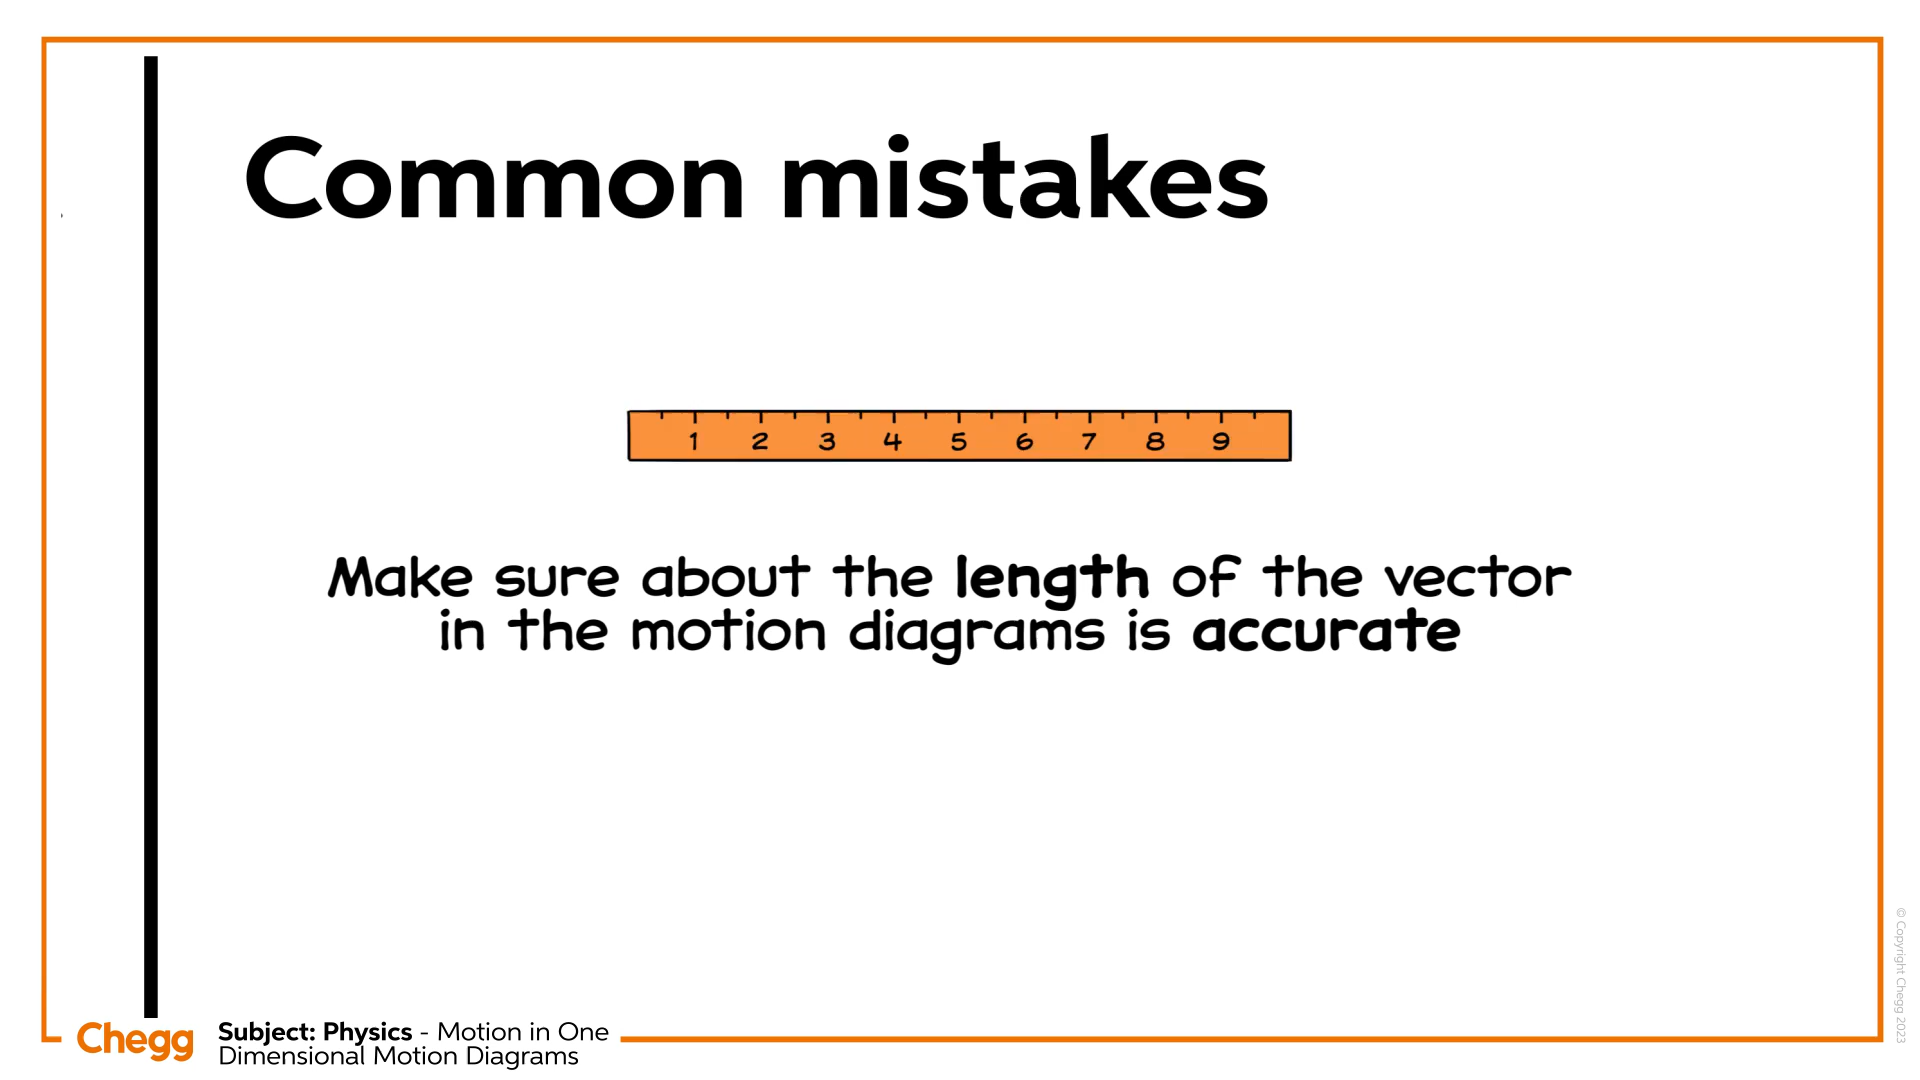 Common mistakes
1 2 3 4 5 6 7 8 9
Make sure about the length of the vector
in the motion diagrams is accurate
Chegg
Subject: Physics - Motion in One
Dimensional Motion Diagrams
© Copyright Chegg 2023